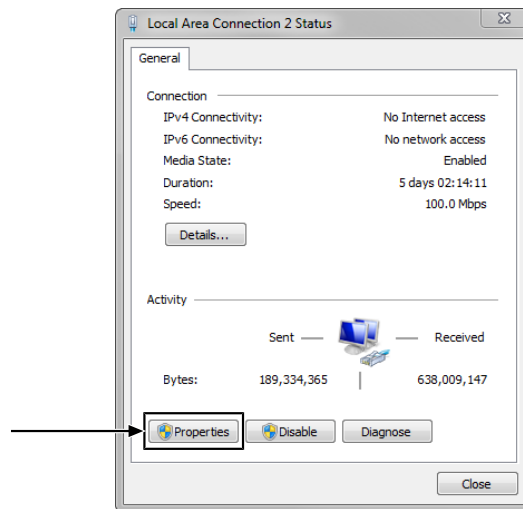 Local Area Connection 2 Status
General
Connection
IPv4 Connectivity: No Internet access
IPv6 Connectivity: No network access
Media State: Enabled
Duration: 5 days 02:14:11
Speed: 100.0 Mbps
Details...
Activity
Sent Received
Bytes: 189,334,365 638,009,147
Properties Disable Diagnose
Close